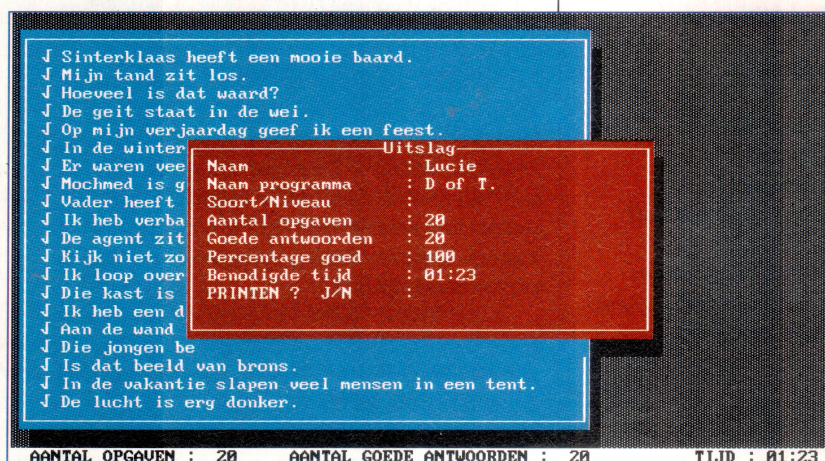 √ Sinterklaas heeft een mooie baard.
√ Mijn tand zit los.
√ Hoeveel is dat waard?
√ De geit staat in de wei.
√ Op mijn verjaardag geef ik een feest.
√ In de winter
√ Er waren vee
√ Mochmed is g
√ Vader heeft
√ Ik heb verba
√ De agent zit
√ Kijk niet zo
√ Ik loop over
√ Die kast is
√ Ik heb een d
√ Aan de wand
√ Die jongen be
√ Is dat beeld van brons.
√ In de vakantie slapen veel mensen in een tent.
√ De lucht is erg donker.
Uitslag
Naam : Lucie
Naam programma : D of T.
Soort/Niveau :
Aantal opgaven : 20
Goede antwoorden : 20
Percentage goed : 100
Benodigde tijd : 01:23
PRINTEN ? J/N :
AANTAL OPGAVEN : 20 AANTAL GOEDE ANTWOORDEN : 20 TIJD : 01:23